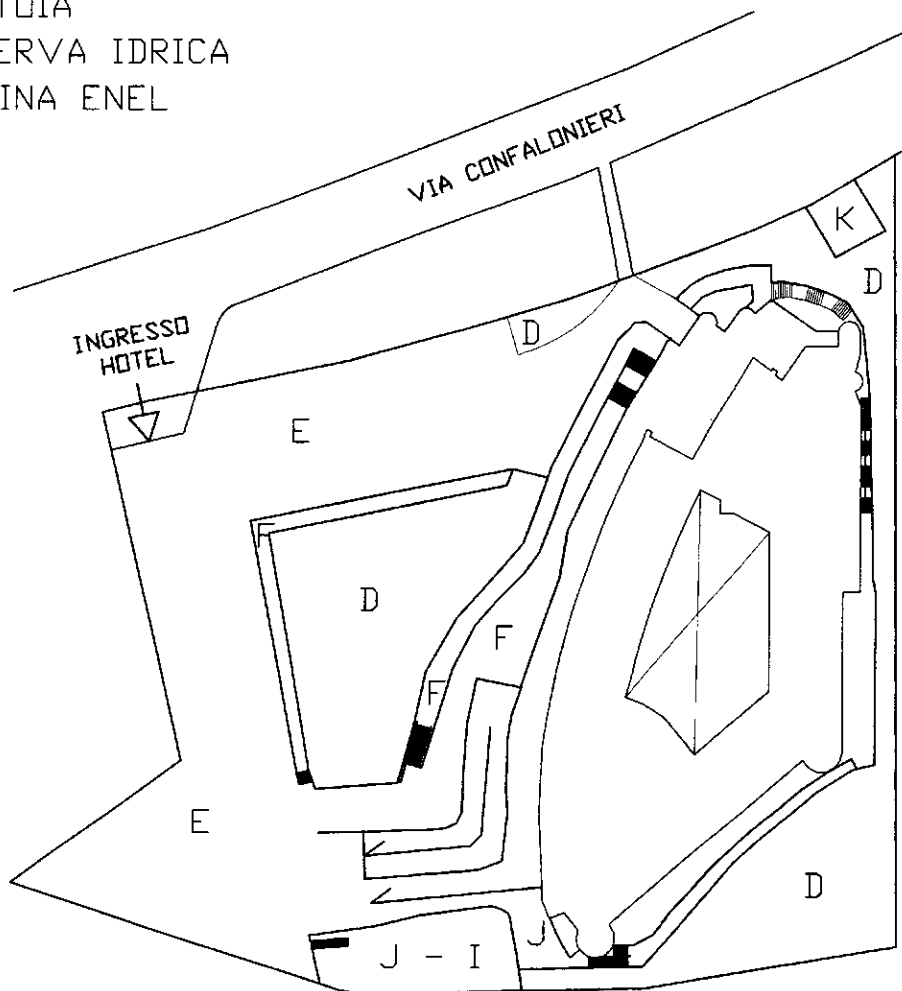 ERVA IDRICA
INA ENEL
VIA CONFALONIERI
K
D
INGRESSO
HOTEL
D
E
F
D
F
F
E
D
J
J - I